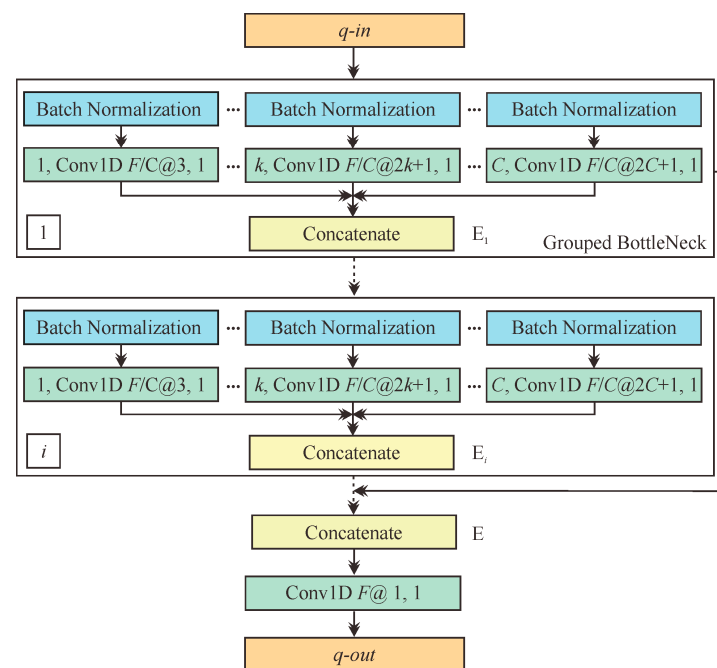 q-in
Batch Normalization ... Batch Normalization ... Batch Normalization
1, Conv1D F/C@3, 1 ... k, Conv1D F/C@2k+1, 1 ... C, Conv1D F/C@2C+1, 1
1 Concatenate E₁
Grouped BottleNeck
Batch Normalization ... Batch Normalization ... Batch Normalization
1, Conv1D F/C@3, 1 ... k, Conv1D F/C@2k+1, 1 ... C, Conv1D F/C@2C+1, 1
i Concatenate Eᵢ
Concatenate E
Conv1D F@ 1, 1
q-out